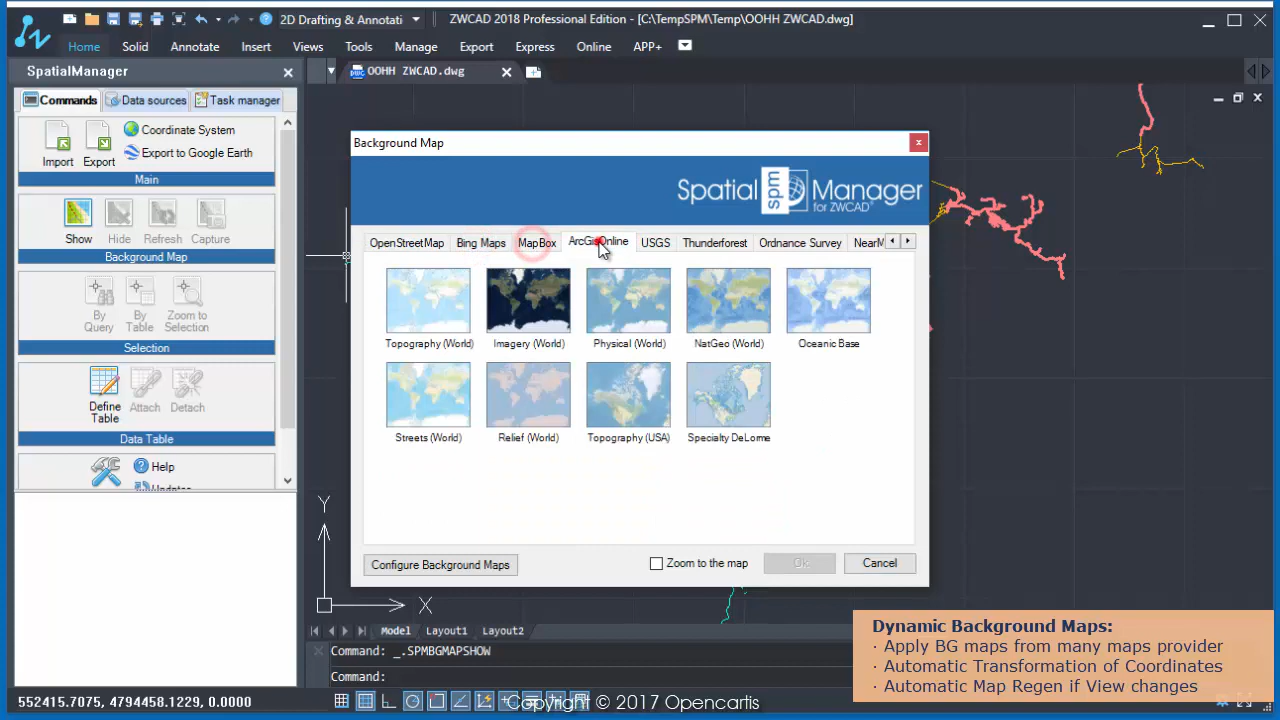 2D Drafting & Annotati
ZWCAD 2018 Professional Edition - [C:\TempSPM\Temp\OOHH ZWCAD.dwg]
Home Solid Annotate Insert Views Tools Manage Export Express Online APP+
SpatialManager
OOHH ZWCAD.dwg
Commands Data sources Task manager
Import
Export
Coordinate System
Export to Google Earth
Main
Show Hide Refresh Capture
Background Map
By Query
By Table
Zoom to Selection
Selection
Define Table
Attach
Detach
Data Table
Help
Updates
Background Map
Spatial spm Manager
for ZWCAD®
OpenStreetMap Bing Maps MapBox ArcGisOnline USGS Thunderforest Ordnance Survey NearM
Topography (World) Imagery (World) Physical (World) NatGeo (World) Oceanic Base
Streets (World) Relief (World) Topography (USA) Specialty DeLorme
Configure Background Maps
Zoom to the map
Ok
Cancel
Y
X
Model Layout1 Layout2
Command: _.SPMBGMAPSHOW
Command:
552415.7075, 4794458.1229, 0.0000
Copyright © 2017 Opencartis
Dynamic Background Maps:
· Apply BG maps from many maps provider
· Automatic Transformation of Coordinates
· Automatic Map Regen if View changes